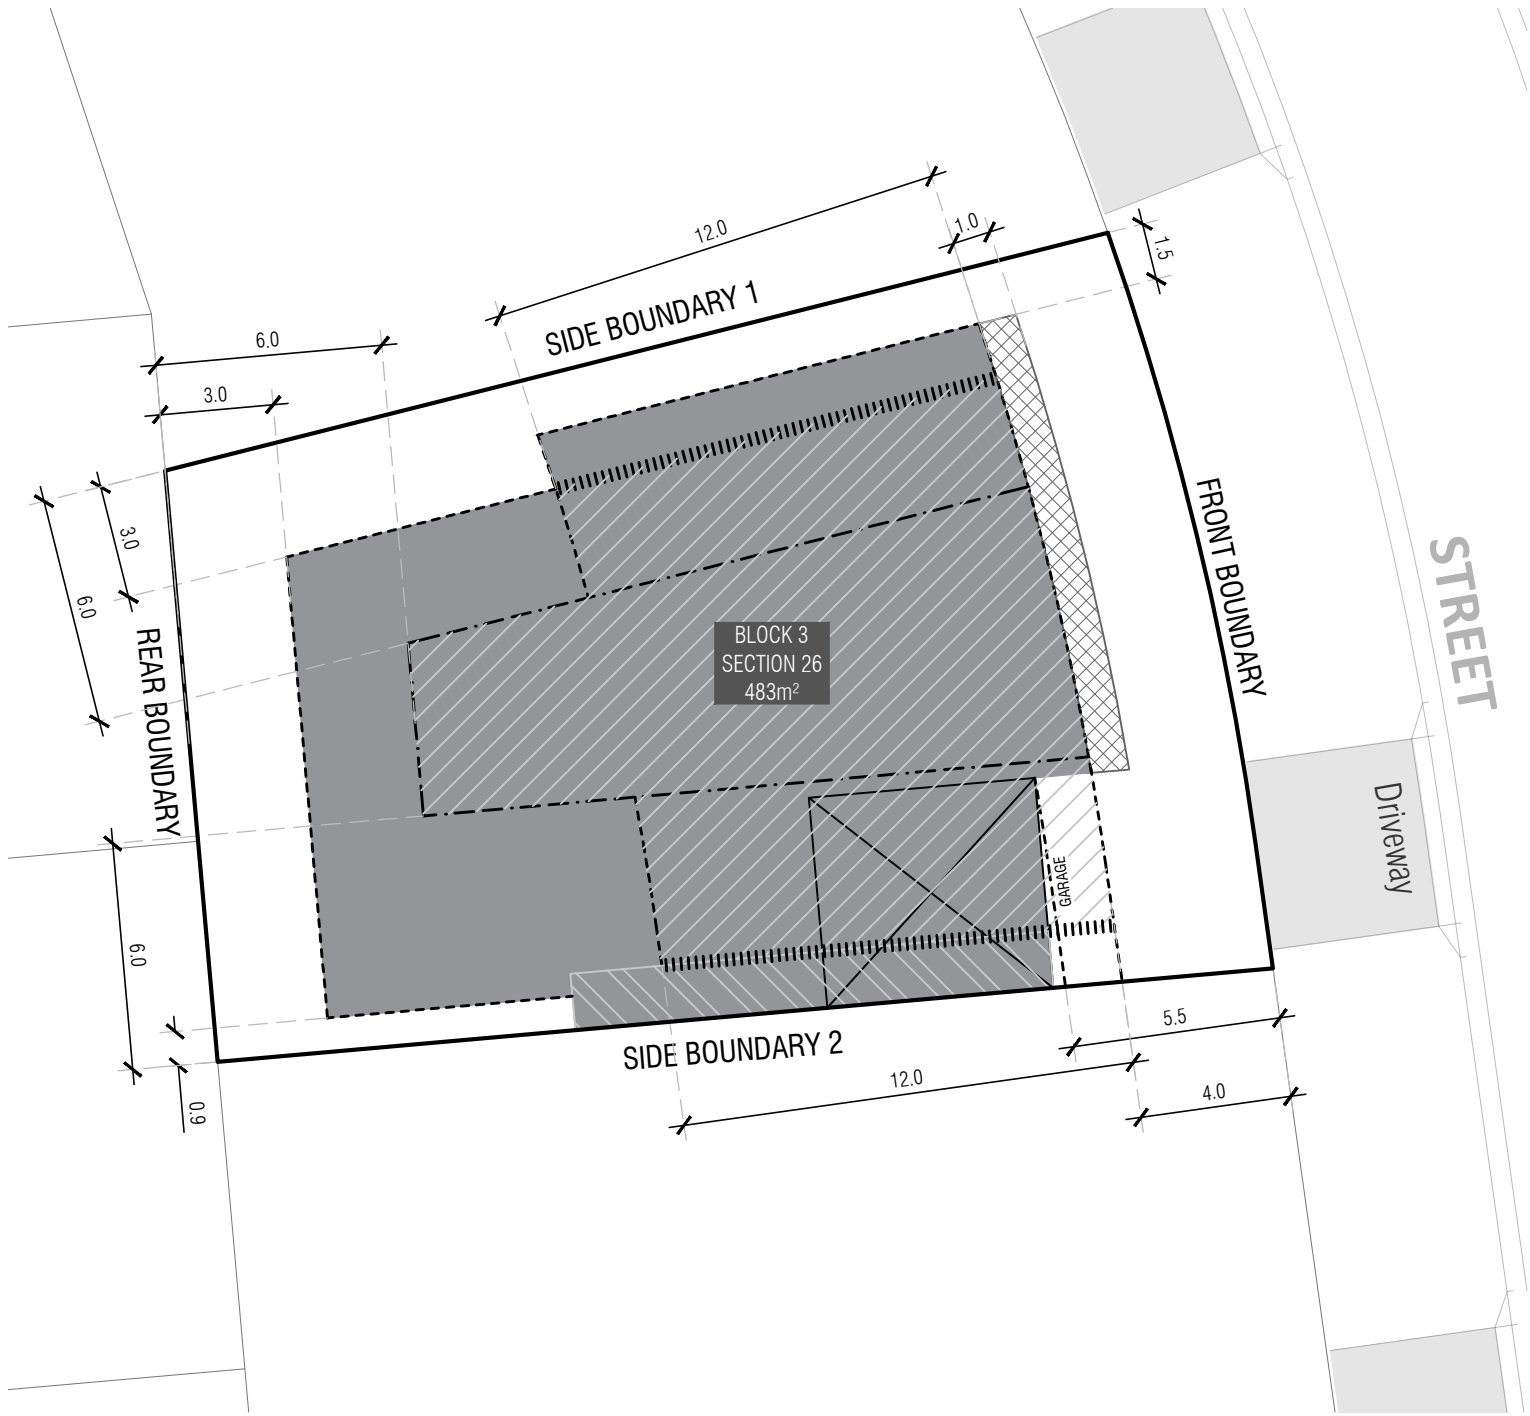 12.0
1.0
1.5
SIDE BOUNDARY 1
6.0
3.0
3.0
6.0
REAR BOUNDARY
BLOCK 3
SECTION 26
483m²
FRONT BOUNDARY
STREET
Driveway
GARAGE
6.0
0.9
SIDE BOUNDARY 2
5.5
12.0
4.0